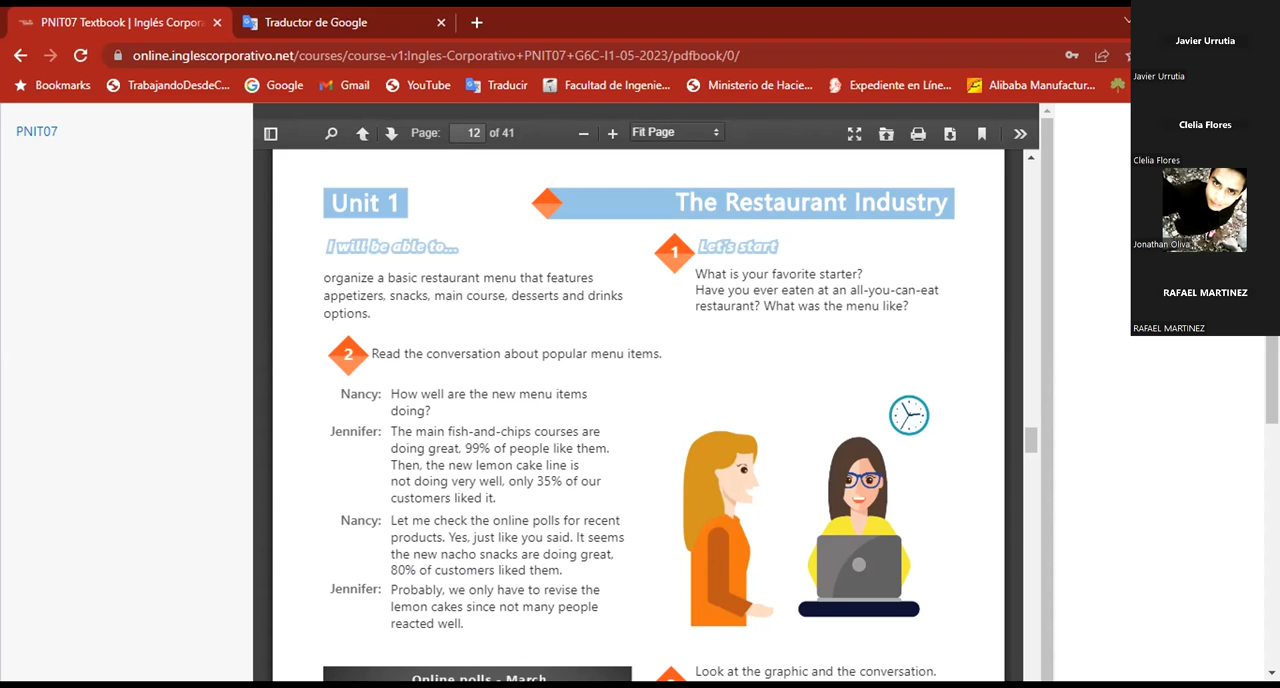 PNIT07 Textbook | Inglés Corpora
Traductor de Google
online.inglescorporativo.net/courses/course-v1:Ingles-Corporativo+PNIT07+G6C-I1-05-2023/pdfbook/0/
Bookmarks
TrabajandoDesdeC...
Google
Gmail
YouTube
Traducir
Facultad de Ingenie...
Ministerio de Hacie...
Expediente en Líne...
Alibaba Manufactur...
PNIT07
Page: 12 of 41
Fit Page
Unit 1
The Restaurant Industry
I will be able to...
organize a basic restaurant menu that features
appetizers, snacks, main course, desserts and drinks
options.
1 Let's start
What is your favorite starter?
Have you ever eaten at an all-you-can-eat
restaurant? What was the menu like?
2 Read the conversation about popular menu items.
Nancy: How well are the new menu items
doing?
Jennifer: The main fish-and-chips courses are
doing great, 99% of people like them.
Then, the new lemon cake line is
not doing very well, only 35% of our
customers liked it.
Nancy: Let me check the online polls for recent
products. Yes, just like you said. It seems
the new nacho snacks are doing great,
80% of customers liked them.
Jennifer: Probably, we only have to revise the
lemon cakes since not many people
reacted well.
Online polls - March
Look at the graphic and the conversation.
Javier Urrutia
Javier Urrutia
Clelia Flores
Clelia Flores
Jonathan Oliva
RAFAEL MARTINEZ
RAFAEL MARTINEZ